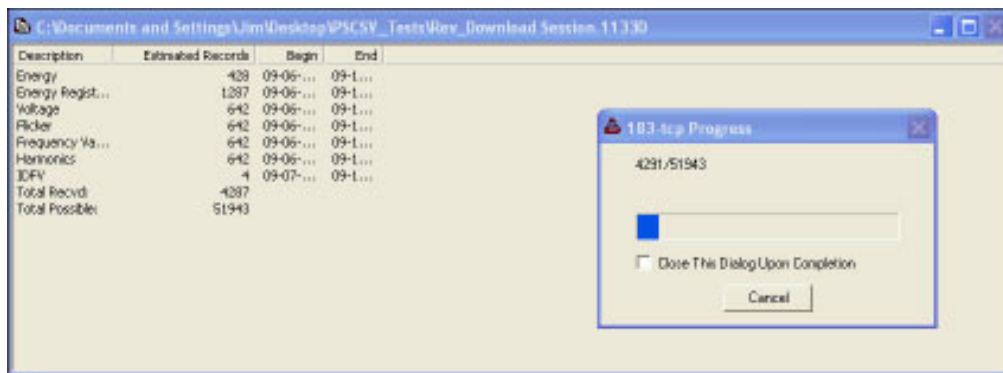 C:\Documents and Settings\Jim\Desktop\PSCSV_Tests\Rev_Download Session.11330
Description Estimated Records Begin End
Energy 428 09-06-... 09-1...
Energy Regist... 1287 09-06-... 09-1...
Voltage 642 09-06-... 09-1...
Flicker 642 09-06-... 09-1...
Frequency Va... 642 09-06-... 09-1...
Harmonics 642 09-06-... 09-1...
IDFV 4 09-07-... 09-1...
Total Recvd: 4287
Total Possible: 51943
183-tcp Progress
4291/51943
Close This Dialog Upon Completion
Cancel